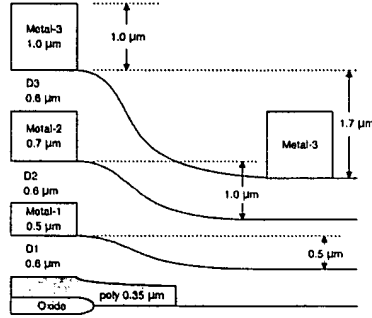 Metal-3
1.0 µm
1.0 µm
D3
0.6 µm
Metal-2
0.7 µm
Metal-3
1.7 µm
D2
0.6 µm
1.0 µm
Metal-1
0.5 µm
D1
0.6 µm
0.5 µm
poly 0.35 µm
Oxide